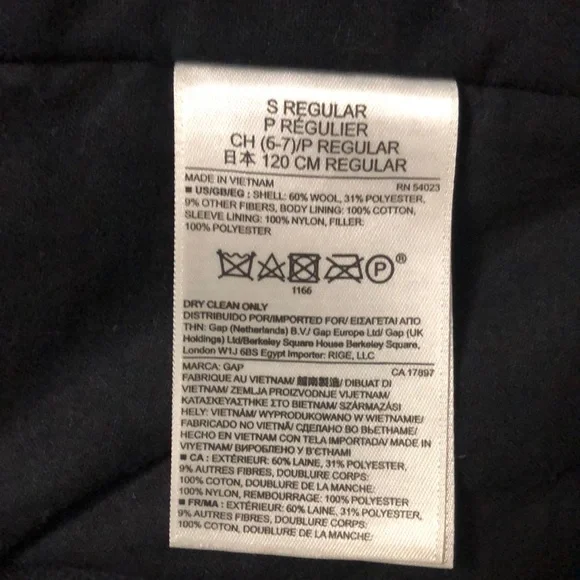 S REGULAR
P RÉGULIER
CH (6-7)/P REGULAR
日本 120 CM REGULAR
MADE IN VIETNAM RN 54023
■ US/GB/EG : SHELL: 60% WOOL, 31% POLYESTER,
9% OTHER FIBERS, BODY LINING: 100% COTTON,
SLEEVE LINING: 100% NYLON, FILLER:
100% POLYESTER
P®
1166
DRY CLEAN ONLY
DISTRIBUIDO POR/IMPORTED FOR/ ΕΙΣΑΓΕΤΑΙ ΑΠΟ
ΤΗΝ: Gap (Netherlands) B.V./ Gap Europe Ltd/ Gap (UK
Holdings) Ltd/Berkeley Square House Berkeley Square,
London W1J 6BS Egypt Importer: RIGE, LLC
MARCA: GAP CA 17897
FABRIQUE AU VIETNAM/ 越南製造/ DIBUAT DI
VIETNAM/ ZEMLJA PROIZVODNJE VIJETNAM/
ΚΑΤΑΣΚΕΥΑΣΤΗΚΕ ΣΤΟ ΒΙΕΤΝΑΜ/ SZÁRMAZÁSI
HELY: VIETNÁM/ WYPRODUKOWANO W WIETNAMIE/
FABRICADO NO VIETNÃ/ СДЕЛАНО ВО ВЬЕТНАМЕ/
HECHO EN VIETNAM CON TELA IMPORTADA/ MADE IN
VIYETNAM/ ВИРОБЛЕНО У В'ЄТНАМІ
■ CA : EXTÉRIEUR: 60% LAINE, 31% POLYESTER,
9% AUTRES FIBRES, DOUBLURE CORPS:
100% COTON, DOUBLURE DE LA MANCHE:
100% NYLON, REMBOURRAGE: 100% POLYESTER
■ FR/MA : EXTÉRIEUR: 60% LAINE, 31% POLYESTER,
9% AUTRES FIBRES, DOUBLURE CORPS:
100% COTON, DOUBLURE DE LA MANCHE: